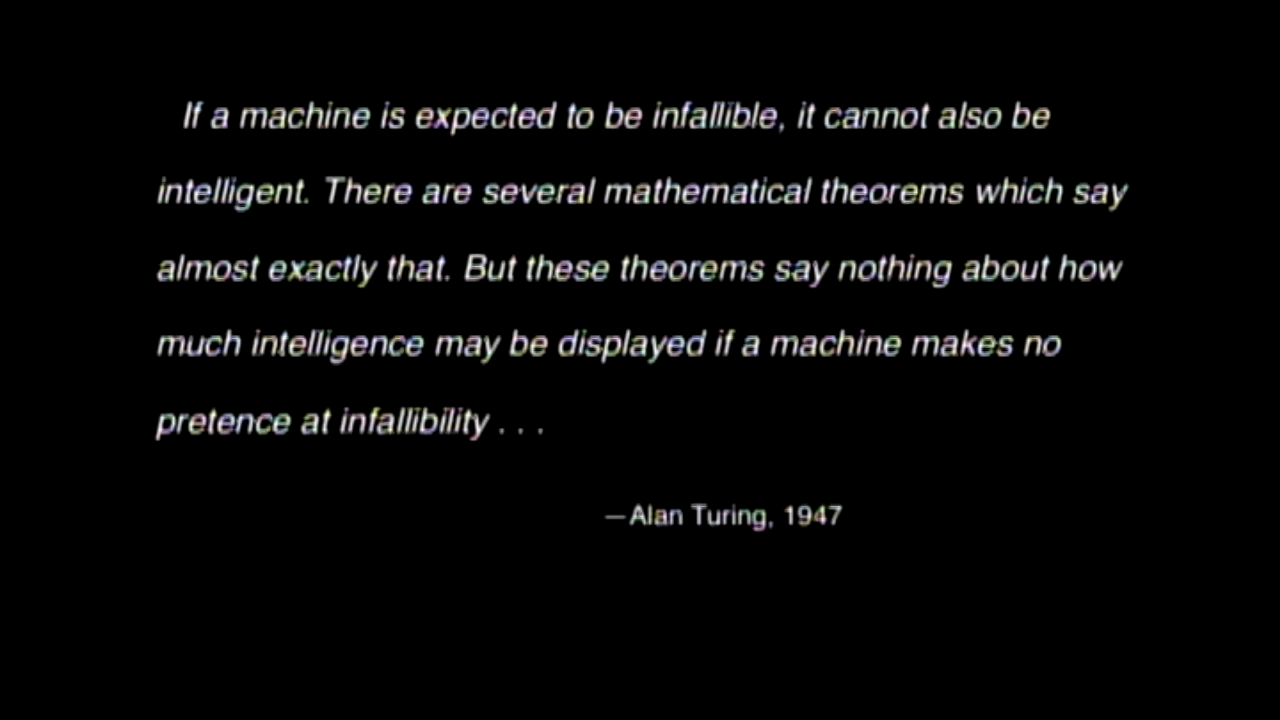 If a machine is expected to be infallible, it cannot also be
intelligent. There are several mathematical theorems which say
almost exactly that. But these theorems say nothing about how
much intelligence may be displayed if a machine makes no
pretence at infallibility . . .
—Alan Turing, 1947